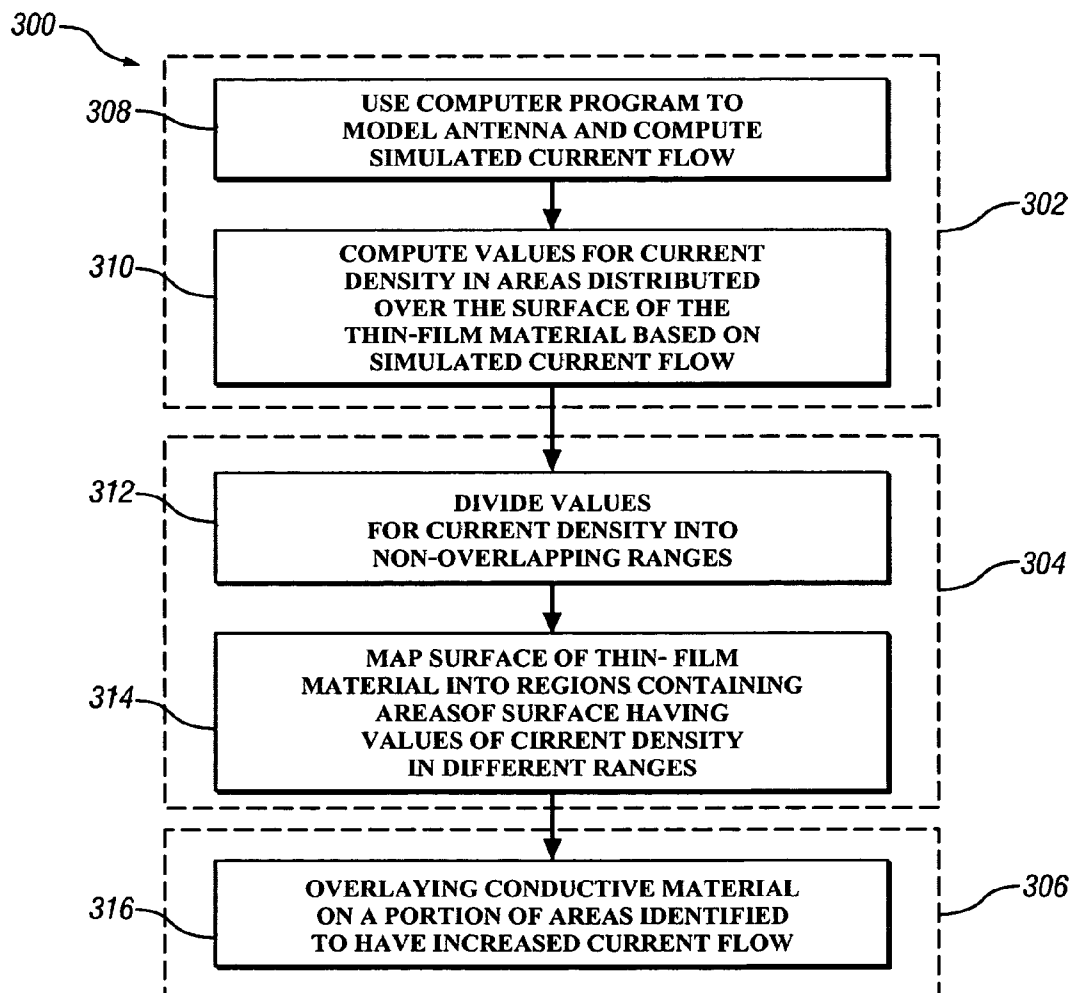 300
308
USE COMPUTER PROGRAM TO
MODEL ANTENNA AND COMPUTE
SIMULATED CURRENT FLOW
302
310
COMPUTE VALUES FOR CURRENT
DENSITY IN AREAS DISTRIBUTED
OVER THE SURFACE OF THE
THIN-FILM MATERIAL BASED ON
SIMULATED CURRENT FLOW
312
DIVIDE VALUES
FOR CURRENT DENSITY INTO
NON-OVERLAPPING RANGES
304
314
MAP SURFACE OF THIN- FILM
MATERIAL INTO REGIONS CONTAINING
AREASOF SURFACE HAVING
VALUES OF CIRRENT DENSITY
IN DIFFERENT RANGES
316
OVERLAYING CONDUCTIVE MATERIAL
ON A PORTION OF AREAS IDENTIFIED
TO HAVE INCREASED CURRENT FLOW
306